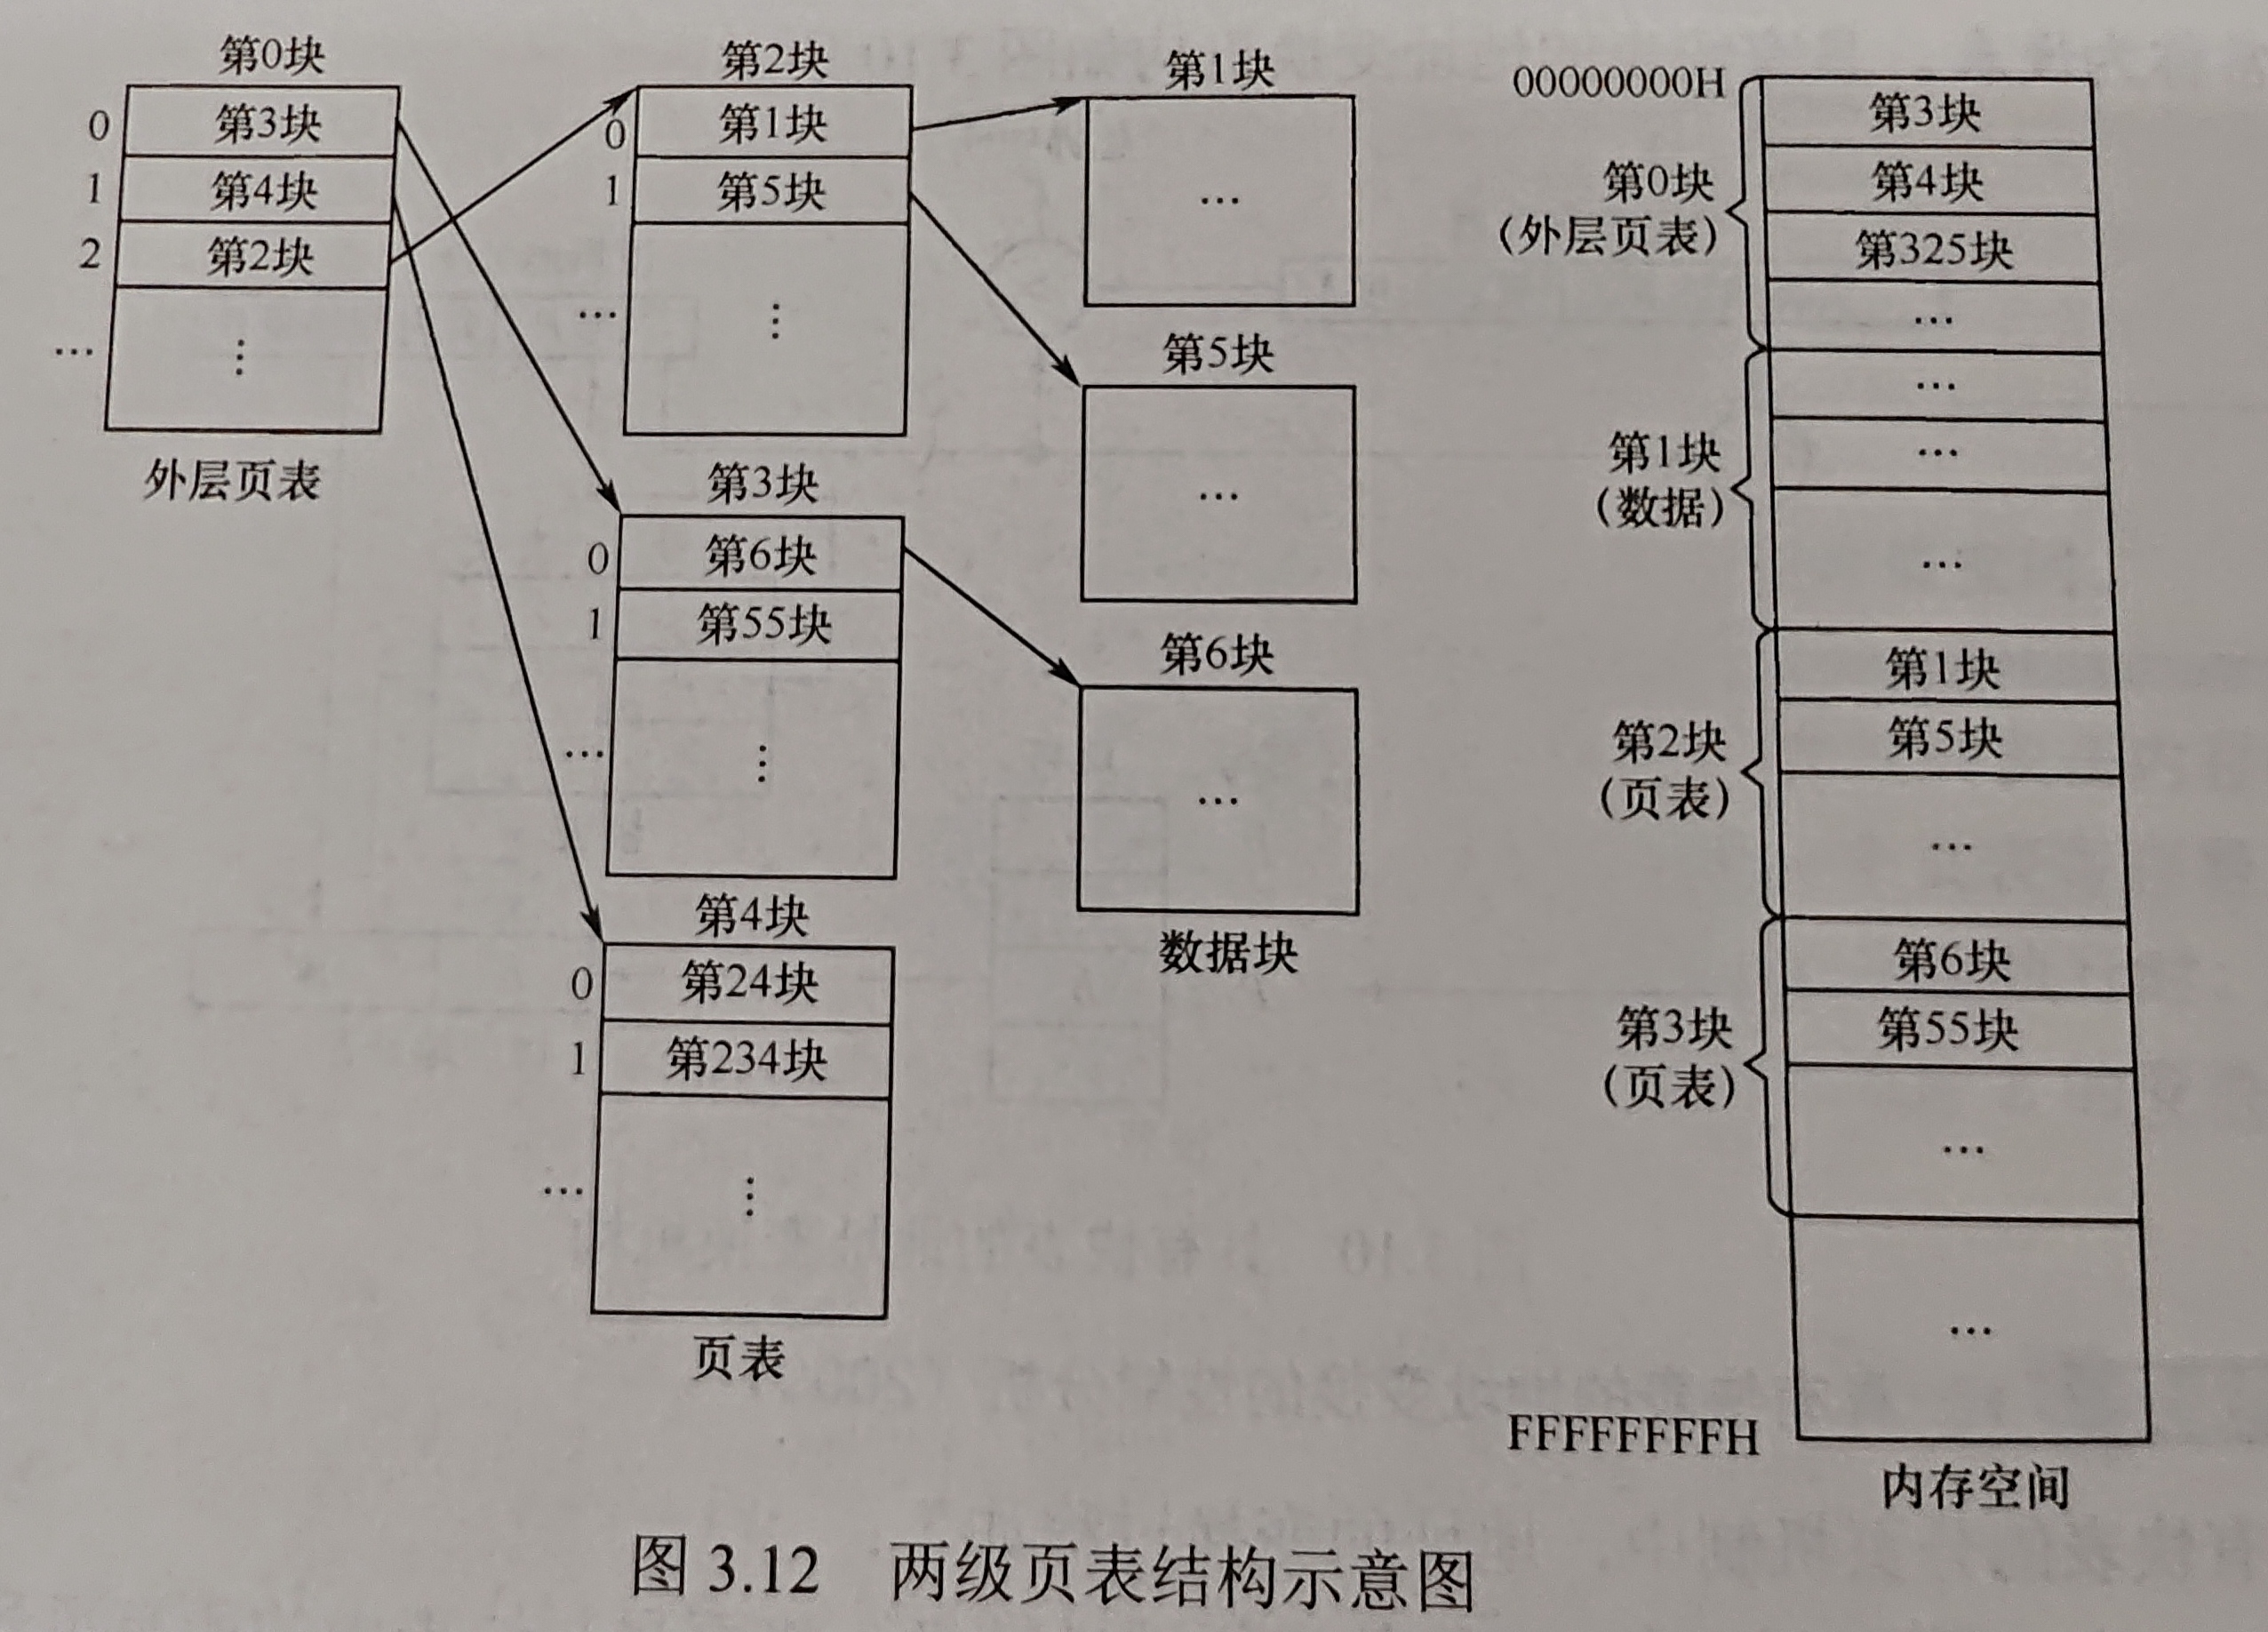 第0块
0 第3块
1 第4块
2 第2块
... ⋮
外层页表
第2块
0 第1块
1 第5块
... ⋮
第3块
0 第6块
1 第55块
... ⋮
第4块
0 第24块
1 第234块
... ⋮
页表
第1块
...
第5块
...
第6块
...
数据块
00000000H
第0块
（外层页表）
第3块
第4块
第325块
...
第1块
（数据）
...
...
...
第2块
（页表）
第1块
第5块
...
第3块
（页表）
第6块
第55块
...
...
FFFFFFFFH
内存空间
图 3.12 两级页表结构示意图